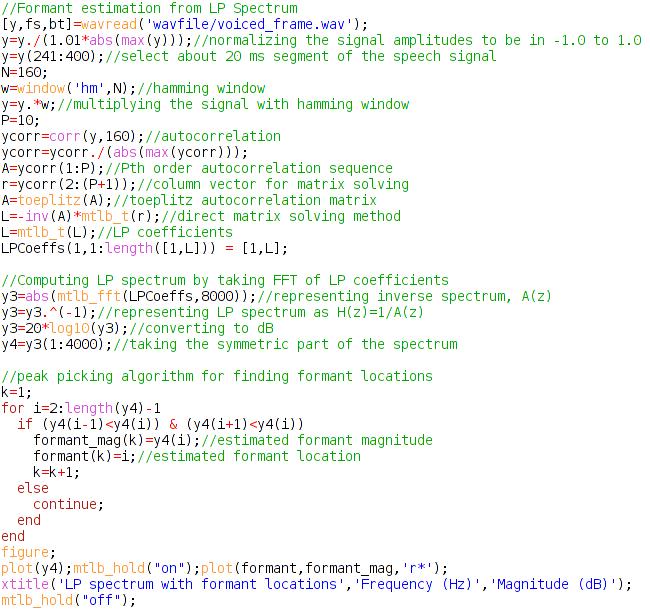 //Formant estimation from LP Spectrum
[y,fs,bt]=wavread('wavfile/voiced_frame.wav');
y=y./(1.01*abs(max(y)));//normalizing the signal amplitudes to be in -1.0 to 1.0
y=y(241:400);//select about 20 ms segment of the speech signal
N=160;
w=window('hm',N);//hamming window
y=y.*w;//multiplying the signal with hamming window
P=10;
ycorr=corr(y,160);//autocorrelation
ycorr=ycorr./(abs(max(ycorr)));
A=ycorr(1:P);//Pth order autocorrelation sequence
r=ycorr(2:(P+1));//column vector for matrix solving
A=toeplitz(A);//toeplitz autocorrelation matrix
L=-inv(A)*mtlb_t(r);//direct matrix solving method
L=mtlb_t(L);//LP coefficients
LPCoeffs(1,1:length([1,L])) = [1,L];

//Computing LP spectrum by taking FFT of LP coefficients
y3=abs(mtlb_fft(LPCoeffs,8000));//representing inverse spectrum, A(z)
y3=y3.^(-1);//representing LP spectrum as H(z)=1/A(z)
y3=20*log10(y3);//converting to dB
y4=y3(1:4000);//taking the symmetric part of the spectrum

//peak picking algorithm for finding formant locations
k=1;
for i=2:length(y4)-1
  if (y4(i-1)<y4(i)) & (y4(i+1)<y4(i))
    formant_mag(k)=y4(i);//estimated formant magnitude
    formant(k)=i;//estimated formant location
    k=k+1;
  else
    continue;
  end
end
figure;
plot(y4);mtlb_hold("on");plot(formant,formant_mag,'r*');
xtitle('LP spectrum with formant locations','Frequency (Hz)','Magnitude (dB)');
mtlb_hold("off");